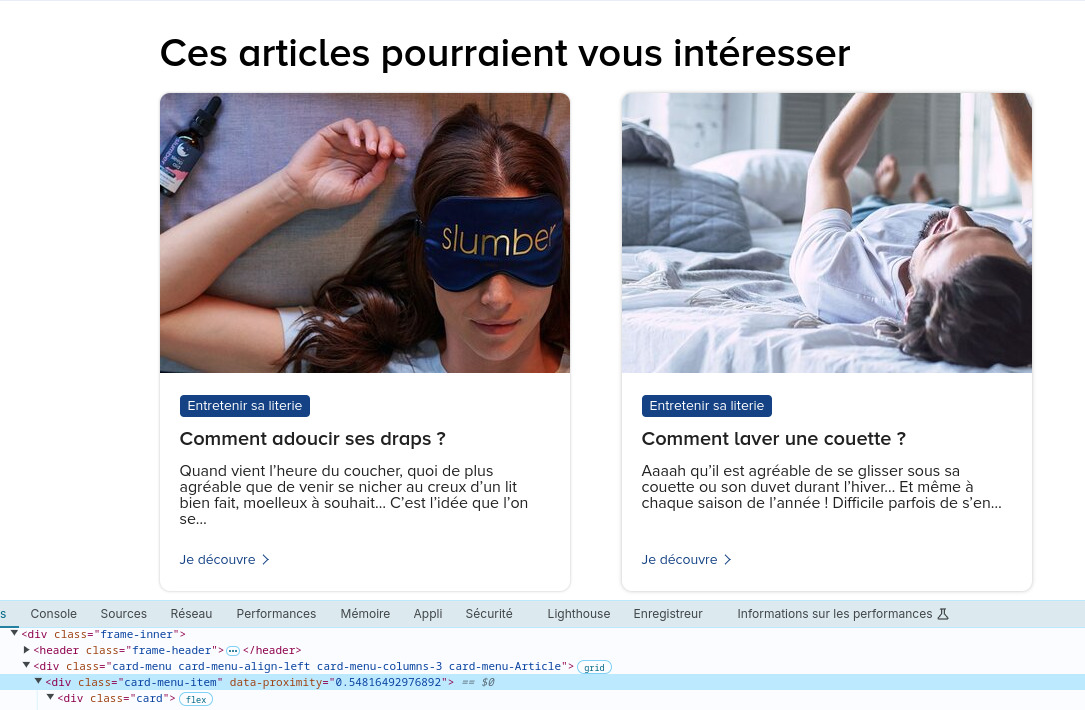 Ces articles pourraient vous intéresser
slumber
Entretenir sa literie
Comment adoucir ses draps ?
Quand vient l’heure du coucher, quoi de plus
agréable que de venir se nicher au creux d’un lit
bien fait, moelleux à souhait… C’est l’idée que l’on
se…
Je découvre
Entretenir sa literie
Comment laver une couette ?
Aaaah qu’il est agréable de se glisser sous sa
couette ou son duvet durant l’hiver… Et même à
chaque saison de l’année ! Difficile parfois de s’en…
Je découvre
s Console Sources Réseau Performances Mémoire Appli Sécurité Lighthouse Enregistreur Informations sur les performances
<div class="frame-inner">
<header class="frame-header"> ⋯ </header>
<div class="card-menu card-menu-align-left card-menu-columns-3 card-menu-Article"> grid
<div class="card-menu-item" data-proximity="0.54816492976892"> == $0
<div class="card"> flex